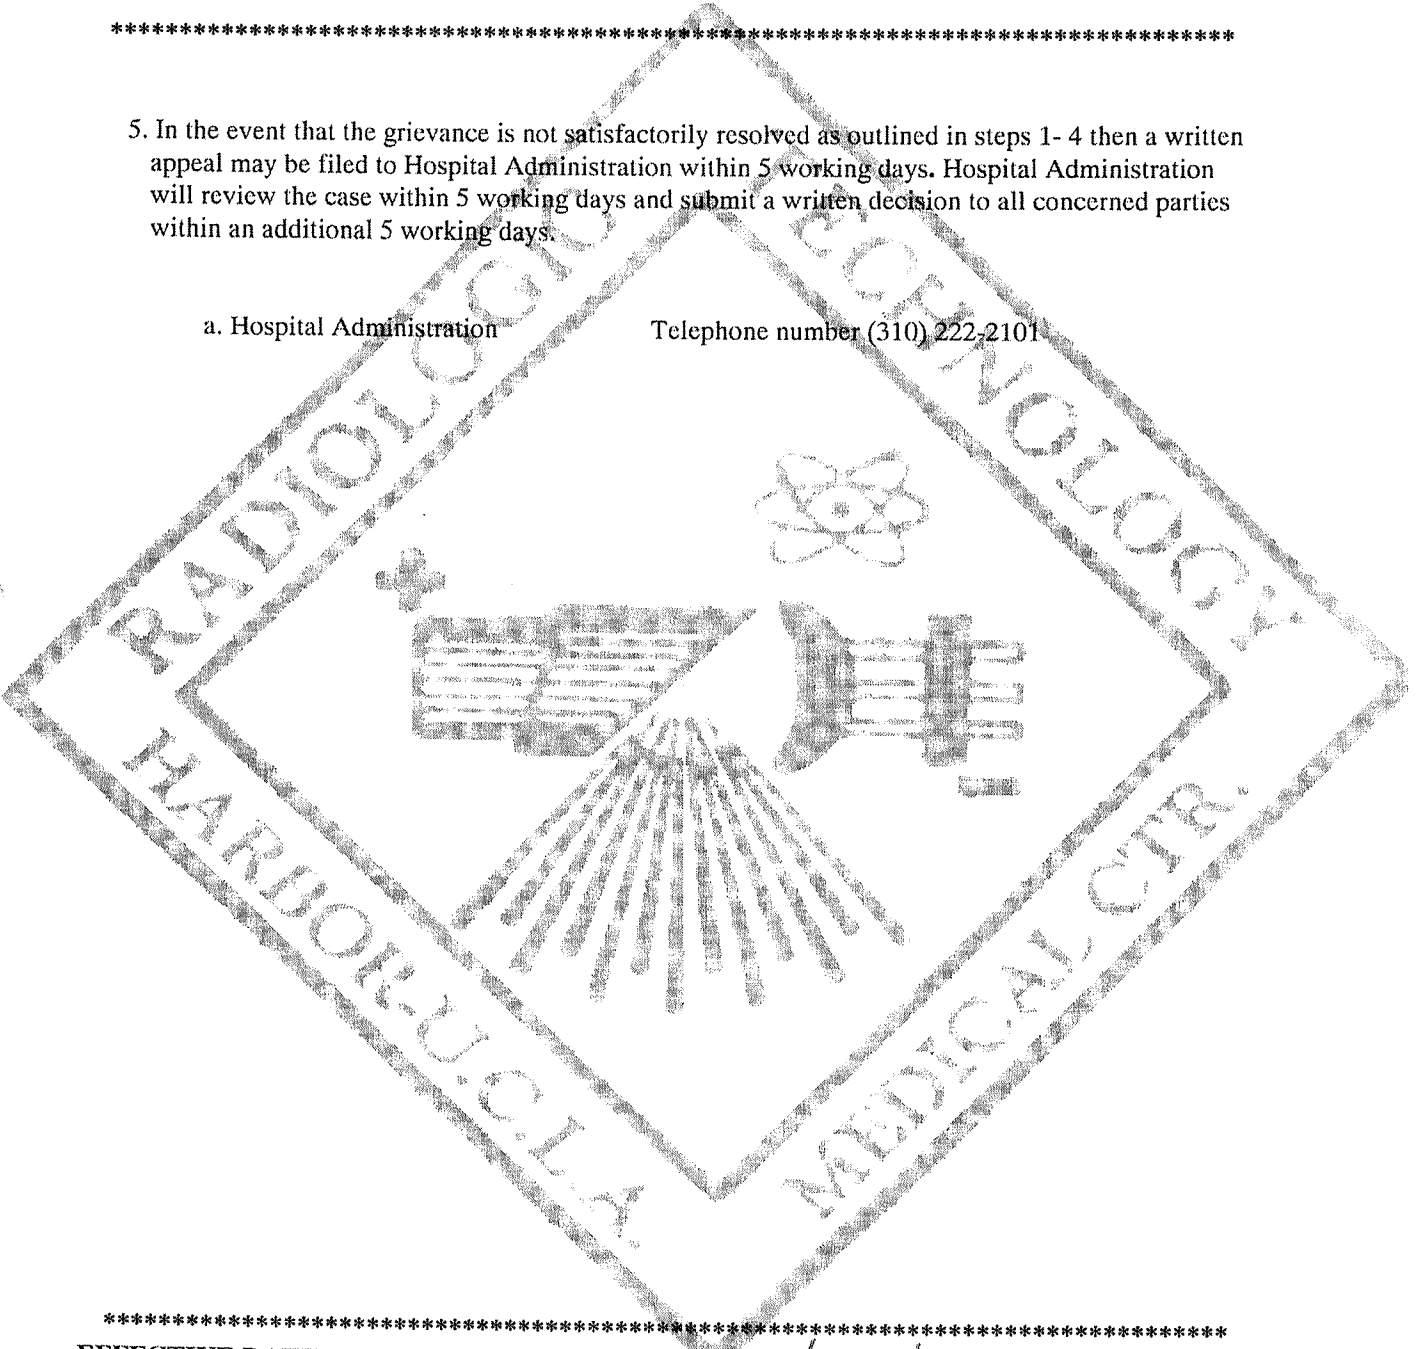 *********************************************************************************
5. In the event that the grievance is not satisfactorily resolved as outlined in steps 1- 4 then a written
appeal may be filed to Hospital Administration within 5 working days. Hospital Administration
will review the case within 5 working days and submit a written decision to all concerned parties
within an additional 5 working days.
a. Hospital Administration Telephone number (310) 222-2101
RADIOLOGIC
TECHNOLOGY
HARBOR-U.C.L.A.
MEDICAL CTR.
*********************************************************************************